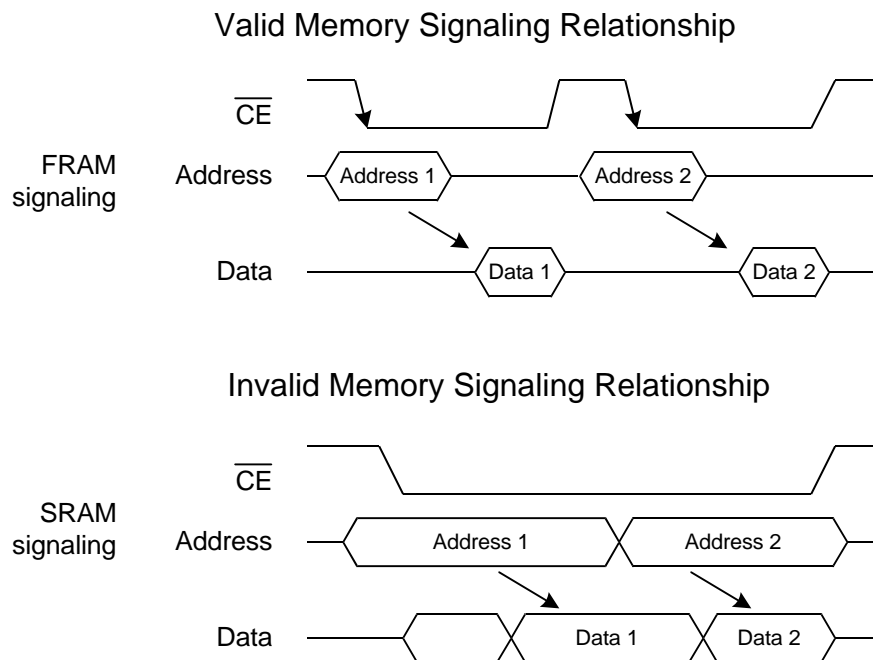 Valid Memory Signaling Relationship
CE
FRAM
signaling
Address
Address 1
Address 2
Data
Data 1
Data 2
Invalid Memory Signaling Relationship
CE
SRAM
signaling
Address
Address 1
Address 2
Data
Data 1
Data 2